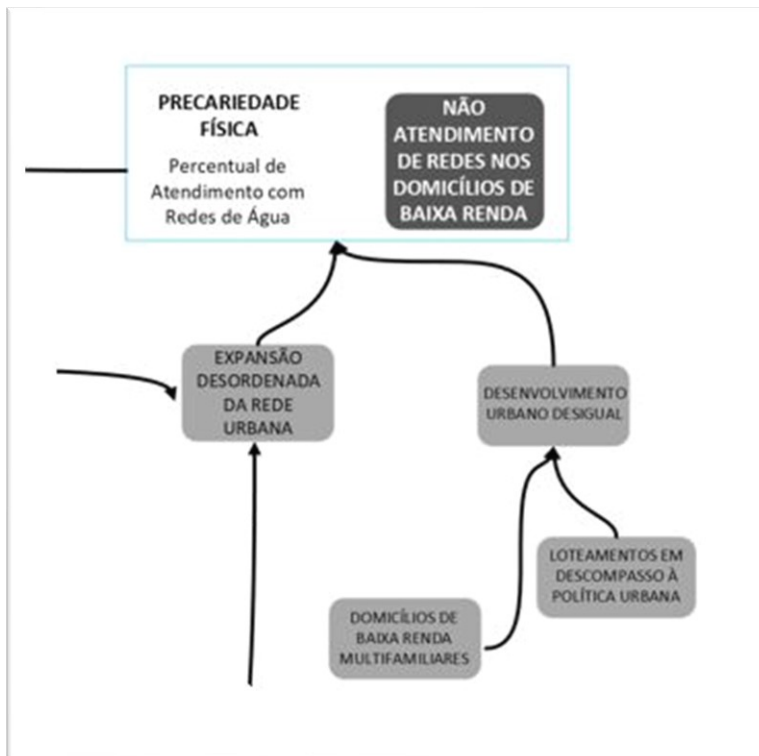 PRECARIEDADE
FÍSICA
Percentual de
Atendimento com
Redes de Água
NÃO
ATENDIMENTO
DE REDES NOS
DOMICÍLIOS DE
BAIXA RENDA
EXPANSÃO
DESORDENADA
DA REDE
URBANA
DESENVOLVIMENTO
URBANO DESIGUAL
LOTEAMENTOS EM
DESCOMPASSO À
POLÍTICA URBANA
DOMICÍLIOS DE
BAIXA RENDA
MULTIFAMILIARES